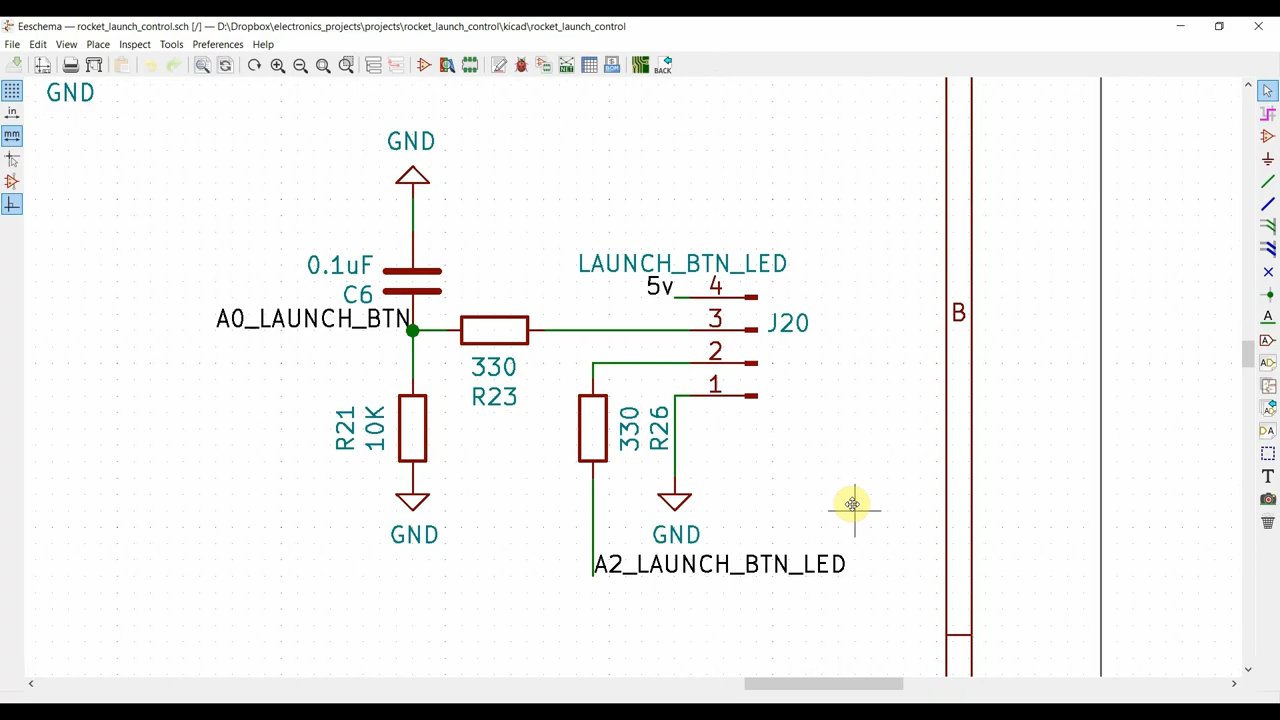 Eeschema — rocket_launch_control.sch [/] — D:\Dropbox\electronics_projects\projects\rocket_launch_control\kicad\rocket_launch_control
File Edit View Place Inspect Tools Preferences Help
BACK
in
mm
GND
GND
0.1uF
C6
A0_LAUNCH_BTN
330
R23
R21
10K
GND
LAUNCH_BTN_LED
5v
4
3
J20
2
1
330
R26
GND
A2_LAUNCH_BTN_LED
B